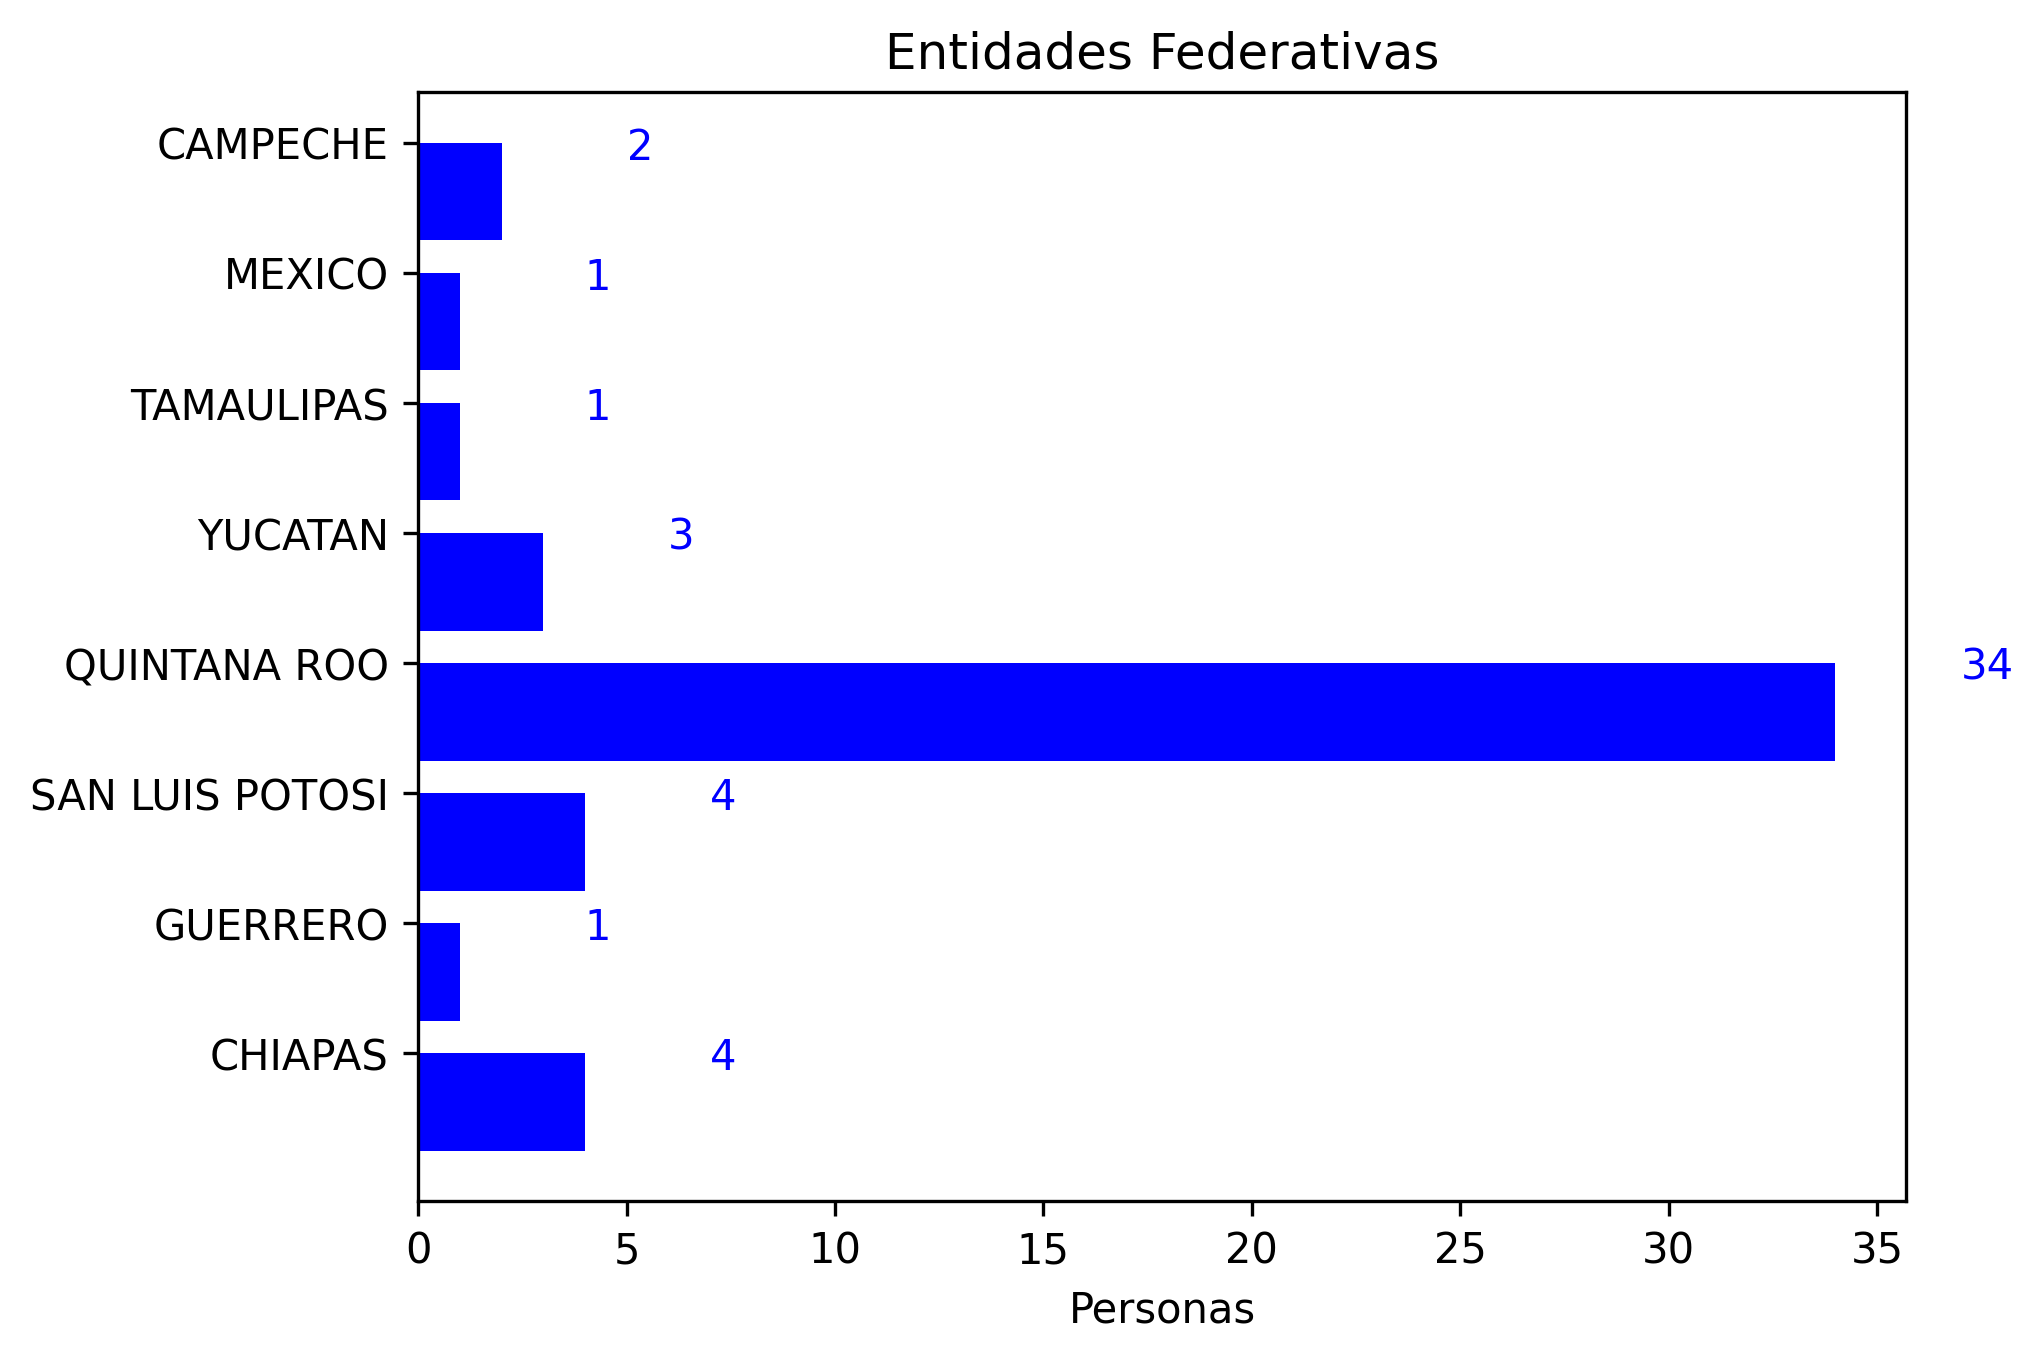 Entidades Federativas
CAMPECHE 2
MEXICO 1
TAMAULIPAS 1
YUCATAN 3
QUINTANA ROO 34
SAN LUIS POTOSI 4
GUERRERO 1
CHIAPAS 4
0 5 10 15 20 25 30 35
Personas